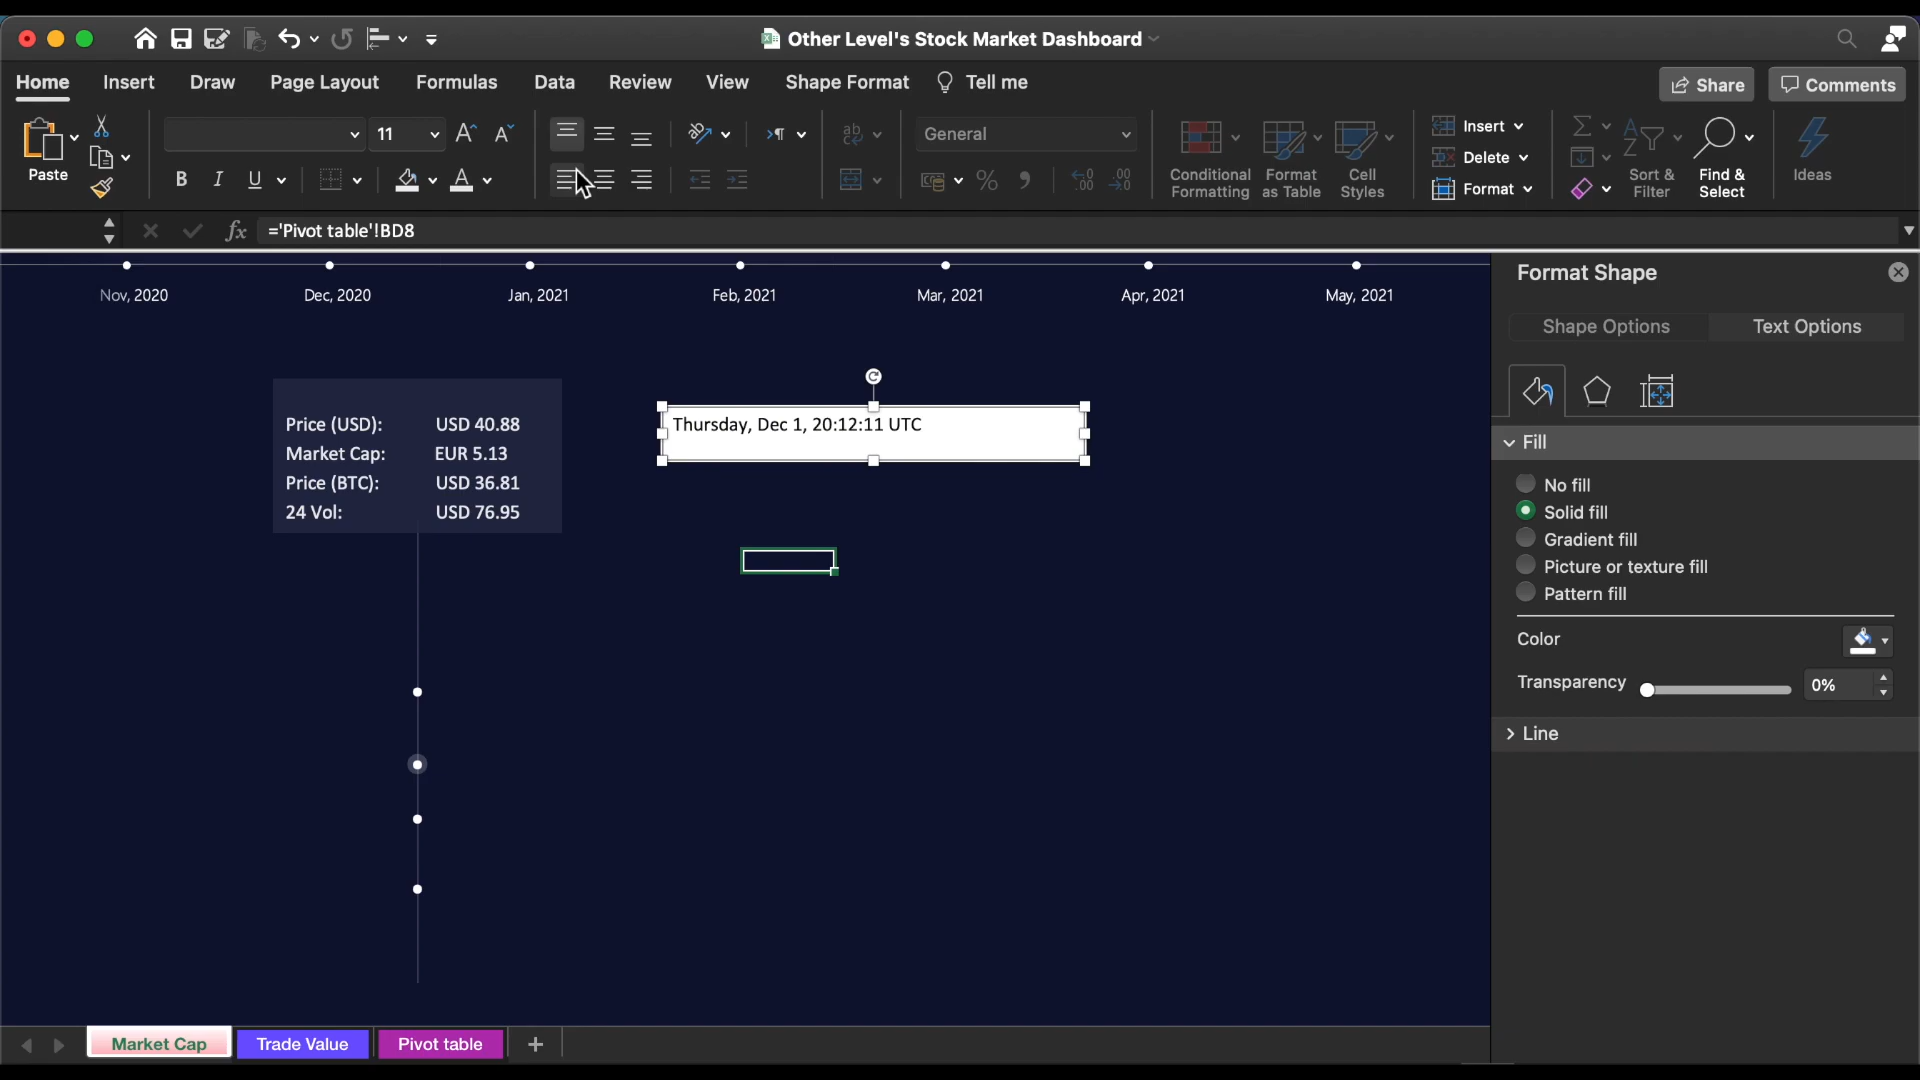 Other Level's Stock Market Dashboard
Home Insert Draw Page Layout Formulas Data Review View Shape Format Tell me Share Comments
Paste 11 A^ Aˇ ab General Conditional Formatting Format as Table Cell Styles Insert Delete Format Sort & Filter Find & Select Ideas
B I U A % ,
fx ='Pivot table'!BD8
Nov, 2020 Dec, 2020 Jan, 2021 Feb, 2021 Mar, 2021 Apr, 2021 May, 2021
Price (USD): USD 40.88
Market Cap: EUR 5.13
Price (BTC): USD 36.81
24 Vol: USD 76.95
Thursday, Dec 1, 20:12:11 UTC
Format Shape
Shape Options Text Options
Fill
No fill
Solid fill
Gradient fill
Picture or texture fill
Pattern fill
Color
Transparency 0%
Line
Market Cap Trade Value Pivot table +